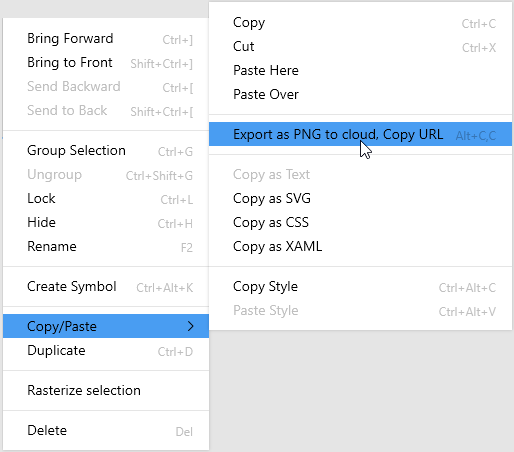 Bring Forward Ctrl+]
Bring to Front Shift+Ctrl+]
Send Backward Ctrl+[
Send to Back Shift+Ctrl+[
Group Selection Ctrl+G
Ungroup Ctrl+Shift+G
Lock Ctrl+L
Hide Ctrl+H
Rename F2
Create Symbol Ctrl+Alt+K
Copy/Paste
Duplicate Ctrl+D
Rasterize selection
Delete Del
Copy Ctrl+C
Cut Ctrl+X
Paste Here
Paste Over
Export as PNG to cloud, Copy URL Alt+C,C
Copy as Text
Copy as SVG
Copy as CSS
Copy as XAML
Copy Style Ctrl+Alt+C
Paste Style Ctrl+Alt+V